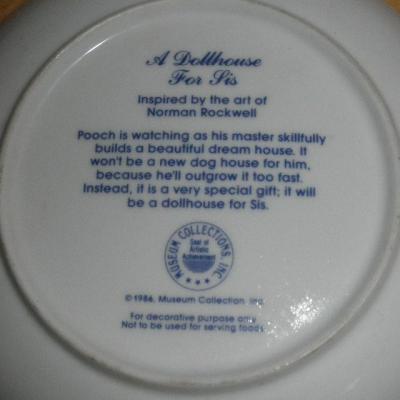 A Dollhouse
For Sis
Inspired by the art of
Norman Rockwell
Pooch is watching as his master skillfully
builds a beautiful dream house. It
won't be a new dog house for him,
because he'll outgrow it too fast.
Instead, it is a very special gift; it will
be a dollhouse for Sis.
MUSEUM COLLECTIONS INC.
Seal of
Artistic
Achievement
©1986, Museum Collection, Inc.
For decorative purpose only
Not to be used for serving foods